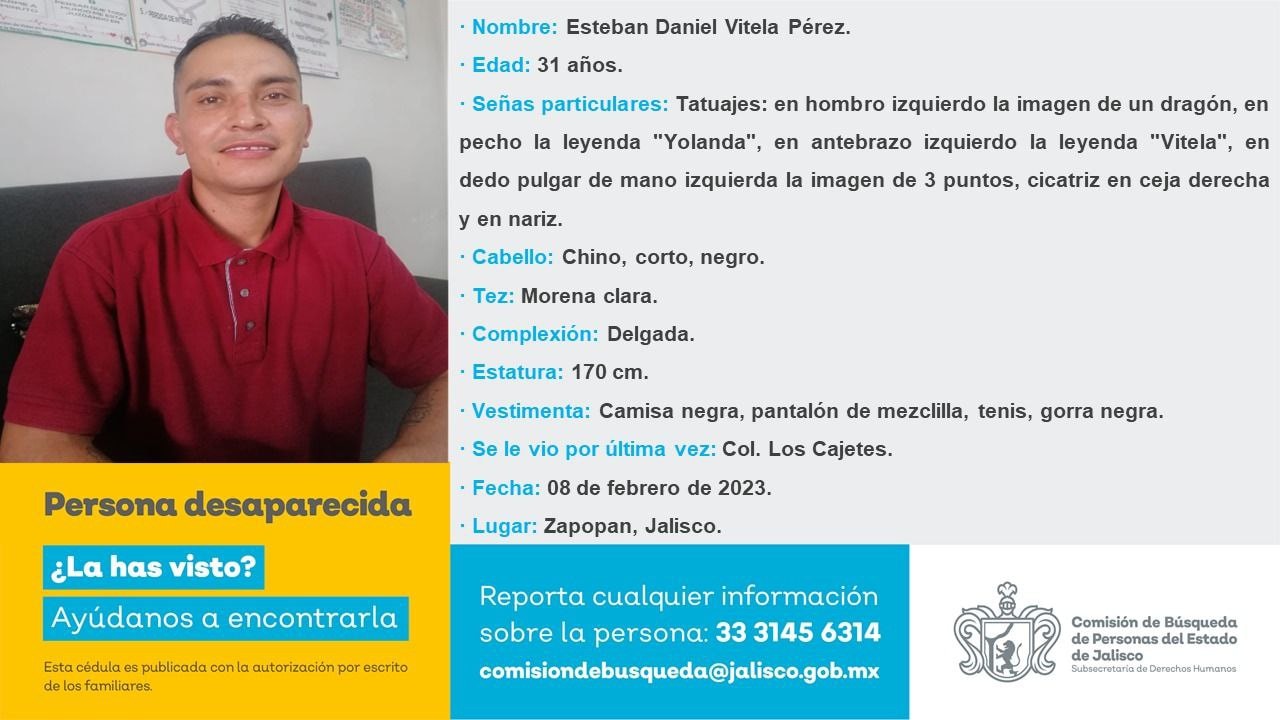 · Nombre: Esteban Daniel Vitela Pérez.
· Edad: 31 años.
· Señas particulares: Tatuajes: en hombro izquierdo la imagen de un dragón, en
pecho la leyenda "Yolanda", en antebrazo izquierdo la leyenda "Vitela", en
dedo pulgar de mano izquierda la imagen de 3 puntos, cicatriz en ceja derecha
y en nariz.
· Cabello: Chino, corto, negro.
· Tez: Morena clara.
· Complexión: Delgada.
· Estatura: 170 cm.
· Vestimenta: Camisa negra, pantalón de mezclilla, tenis, gorra negra.
· Se le vio por última vez: Col. Los Cajetes.
· Fecha: 08 de febrero de 2023.
· Lugar: Zapopan, Jalisco.
Persona desaparecida
¿La has visto?
Ayúdanos a encontrarla
Esta cédula es publicada con la autorización por escrito
de los familiares.
Reporta cualquier información
sobre la persona: 33 3145 6314
comisiondebusqueda@jalisco.gob.mx
Comisión de Búsqueda
de Personas del Estado
de Jalisco
Subsecretaría de Derechos Humanos